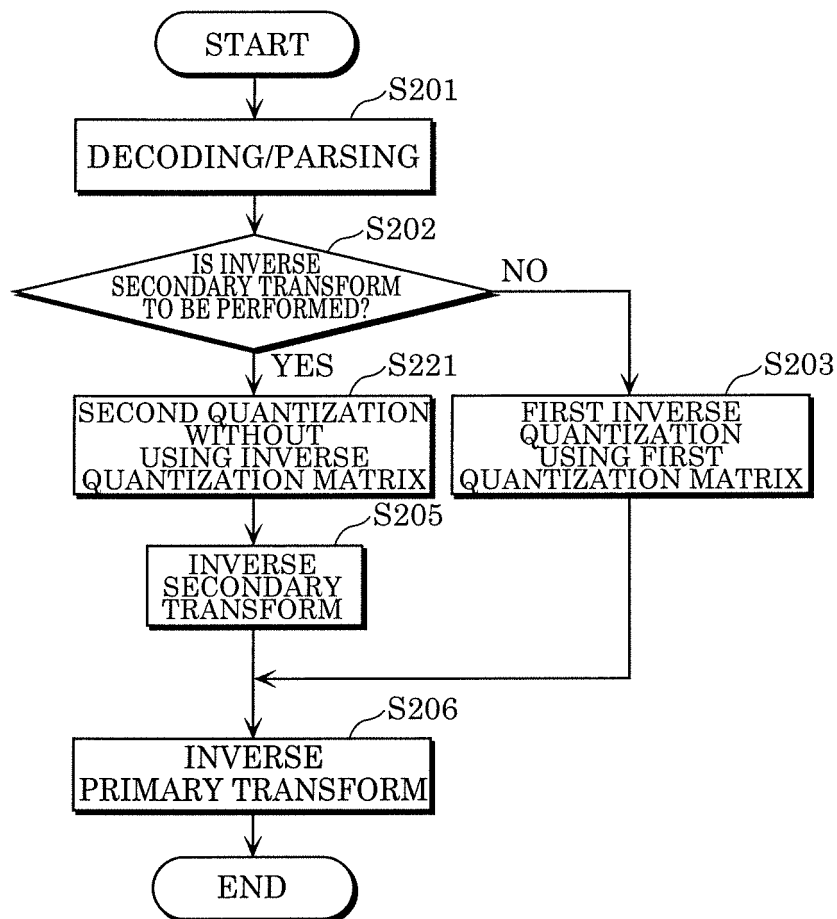 START
S201
DECODING/PARSING
S202
IS INVERSE
SECONDARY TRANSFORM
TO BE PERFORMED?
NO
YES
S221
SECOND QUANTIZATION
WITHOUT
USING INVERSE
QUANTIZATION MATRIX
S203
FIRST INVERSE
QUANTIZATION
USING FIRST
QUANTIZATION MATRIX
S205
INVERSE
SECONDARY
TRANSFORM
S206
INVERSE
PRIMARY TRANSFORM
END